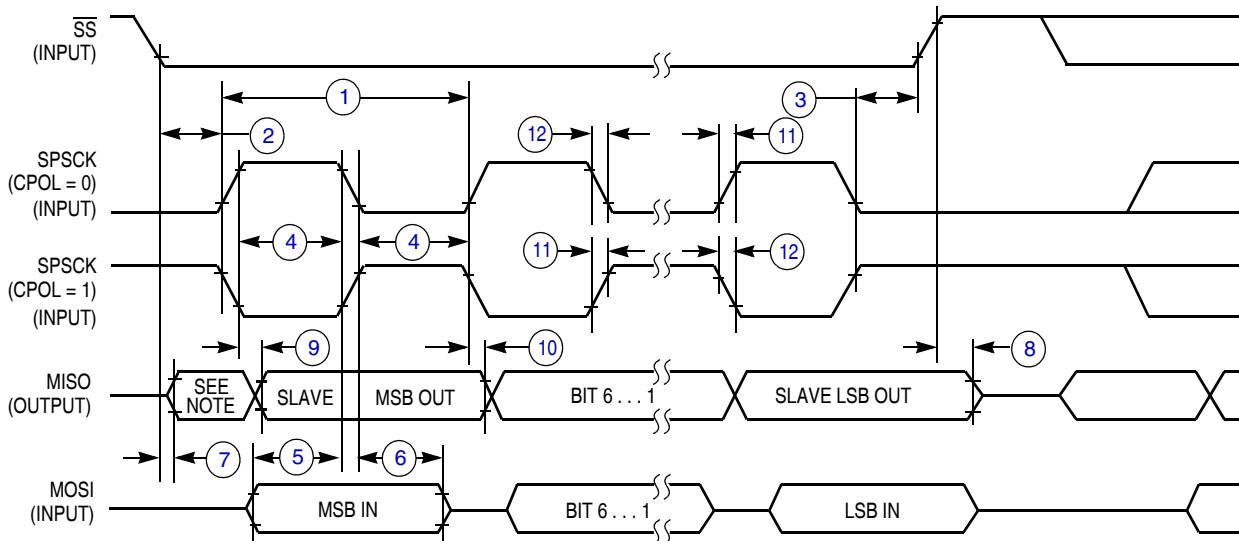 SS
(INPUT)
1
3
2
12
11
SPSCK
(CPOL = 0)
(INPUT)
4
4
11
12
SPSCK
(CPOL = 1)
(INPUT)
9
10
8
MISO
(OUTPUT)
SEE
NOTE
SLAVE
MSB OUT
BIT 6 . . . 1
SLAVE LSB OUT
7
5
6
MOSI
(INPUT)
MSB IN
BIT 6 . . . 1
LSB IN